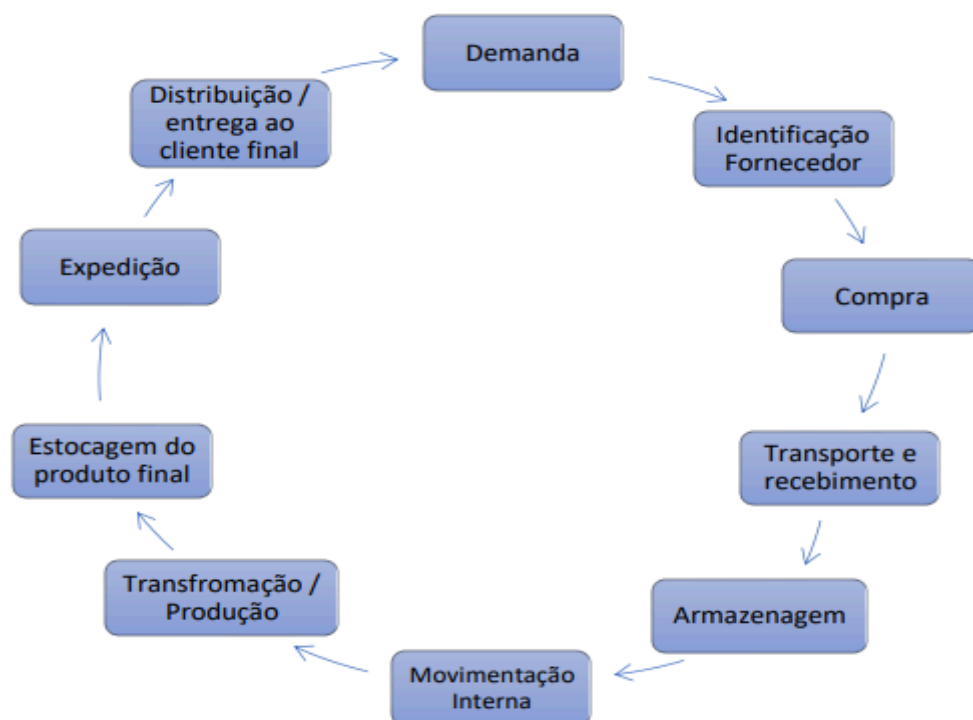 Demanda
Identificação
Fornecedor
Compra
Transporte e
recebimento
Armazenagem
Movimentação
Interna
Transfromação /
Produção
Estocagem do
produto final
Expedição
Distribuição /
entrega ao
cliente final